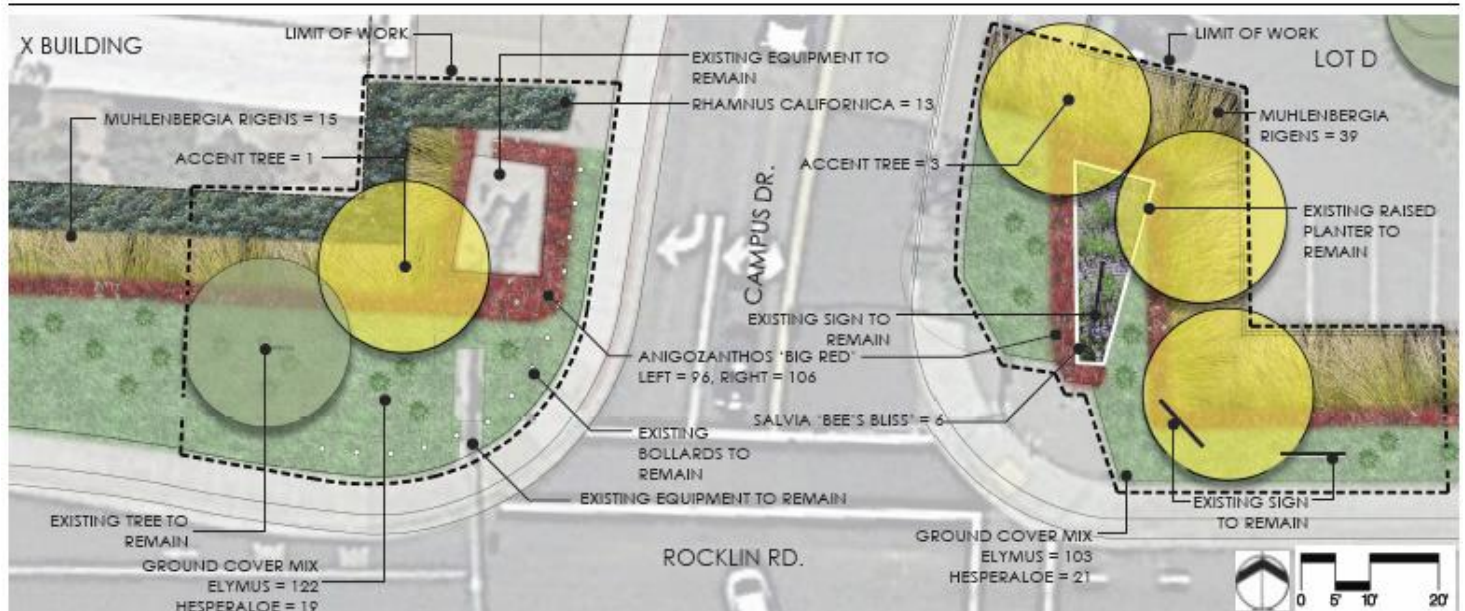 X BUILDING
LIMIT OF WORK
EXISTING EQUIPMENT TO
REMAIN
RHAMNUS CALIFORNICA = 13
MUHLENBERGIA RIGENS = 15
ACCENT TREE = 1
LIMIT OF WORK
LOT D
MUHLENBERGIA
RIGENS = 39
ACCENT TREE = 3
CAMPUS DR.
EXISTING RAISED
PLANTER TO
REMAIN
EXISTING SIGN TO
REMAIN
ANIGOZANTHOS "BIG RED"
LEFT = 96, RIGHT = 106
SALVIA "BEE'S BLISS" = 6
EXISTING
BOLLARDS TO
REMAIN
EXISTING EQUIPMENT TO REMAIN
EXISTING TREE TO
REMAIN
GROUND COVER MIX
ELYMUS = 122
HESPERALOE = 19
ROCKLIN RD.
GROUND COVER MIX
ELYMUS = 103
HESPERALOE = 21
EXISTING SIGN
TO REMAIN
0 5' 10' 20'